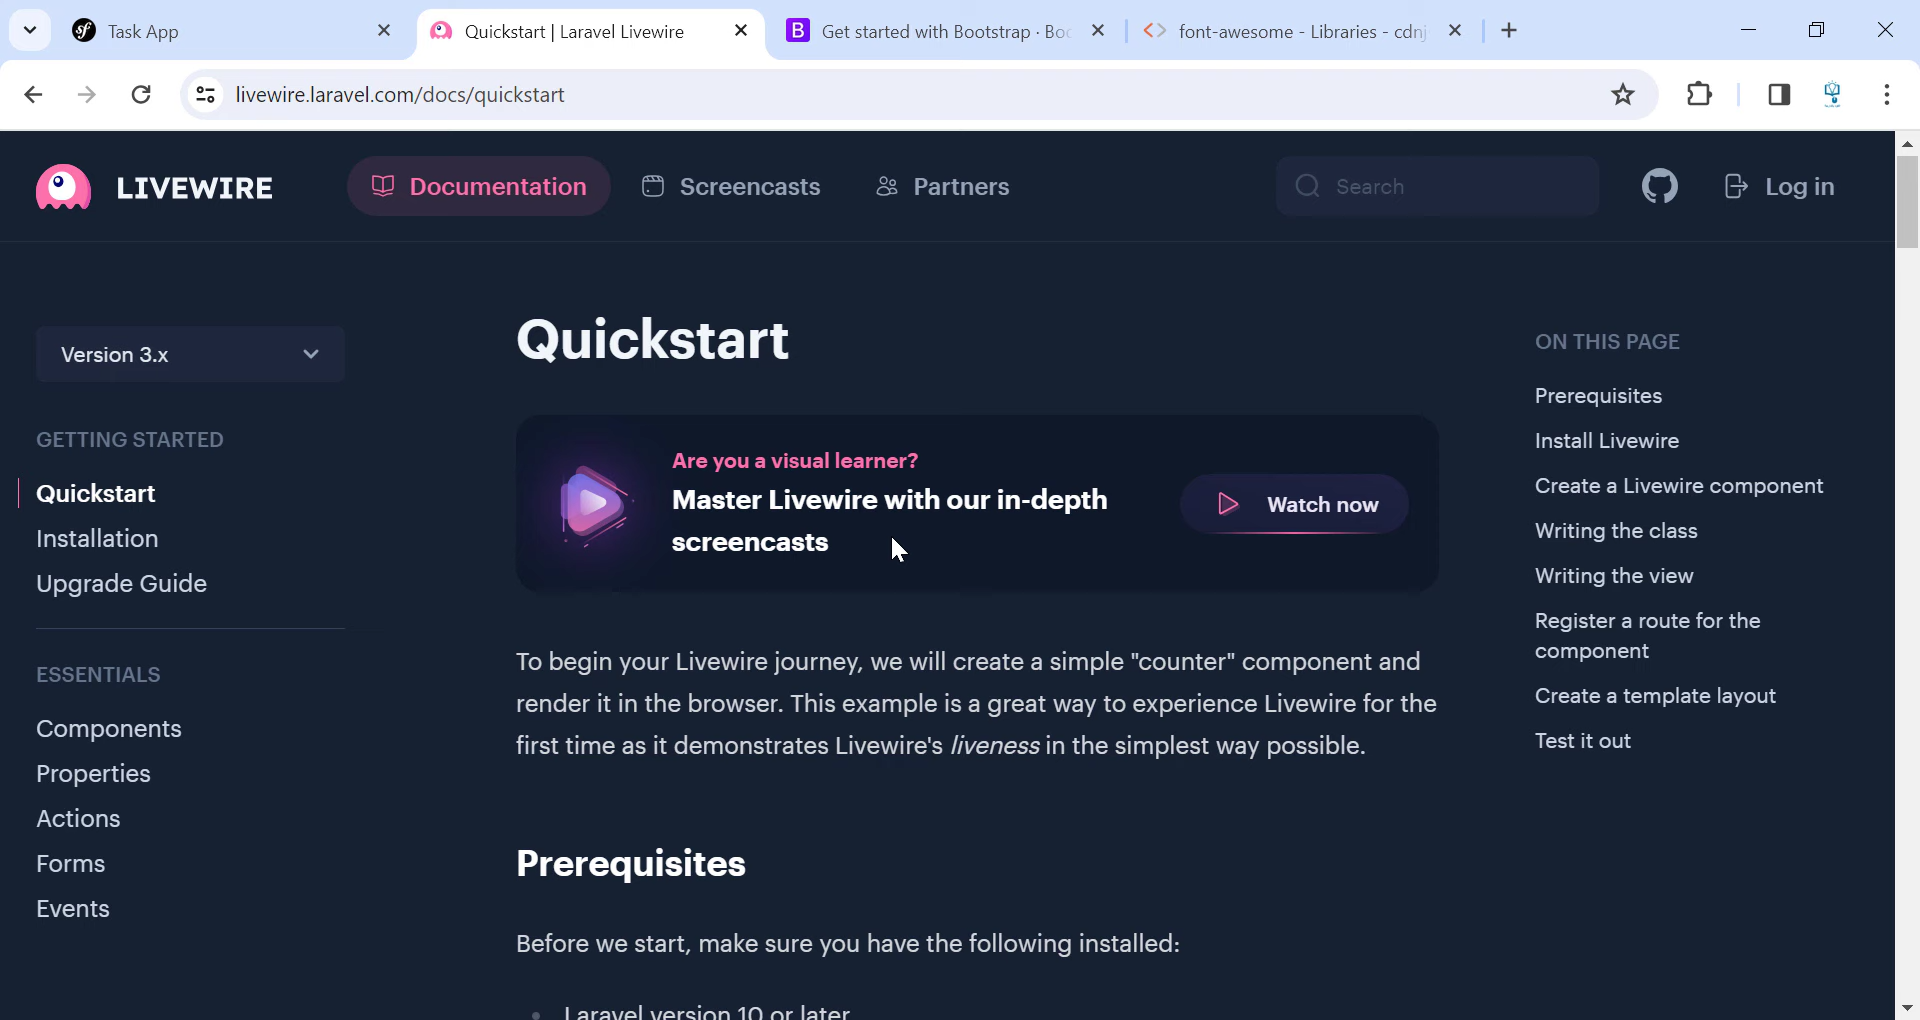 Task App
Quickstart | Laravel Livewire
Get started with Bootstrap · Boo
font-awesome - Libraries - cdnj
livewire.laravel.com/docs/quickstart
LIVEWIRE
Documentation
Screencasts
Partners
Search
Log in
Version 3.x
GETTING STARTED
Quickstart
Installation
Upgrade Guide
ESSENTIALS
Components
Properties
Actions
Forms
Events
Quickstart
Are you a visual learner?
Master Livewire with our in-depth
screencasts
Watch now
To begin your Livewire journey, we will create a simple "counter" component and
render it in the browser. This example is a great way to experience Livewire for the
first time as it demonstrates Livewire's liveness in the simplest way possible.
Prerequisites
Before we start, make sure you have the following installed:
Laravel version 10 or later
ON THIS PAGE
Prerequisites
Install Livewire
Create a Livewire component
Writing the class
Writing the view
Register a route for the
component
Create a template layout
Test it out